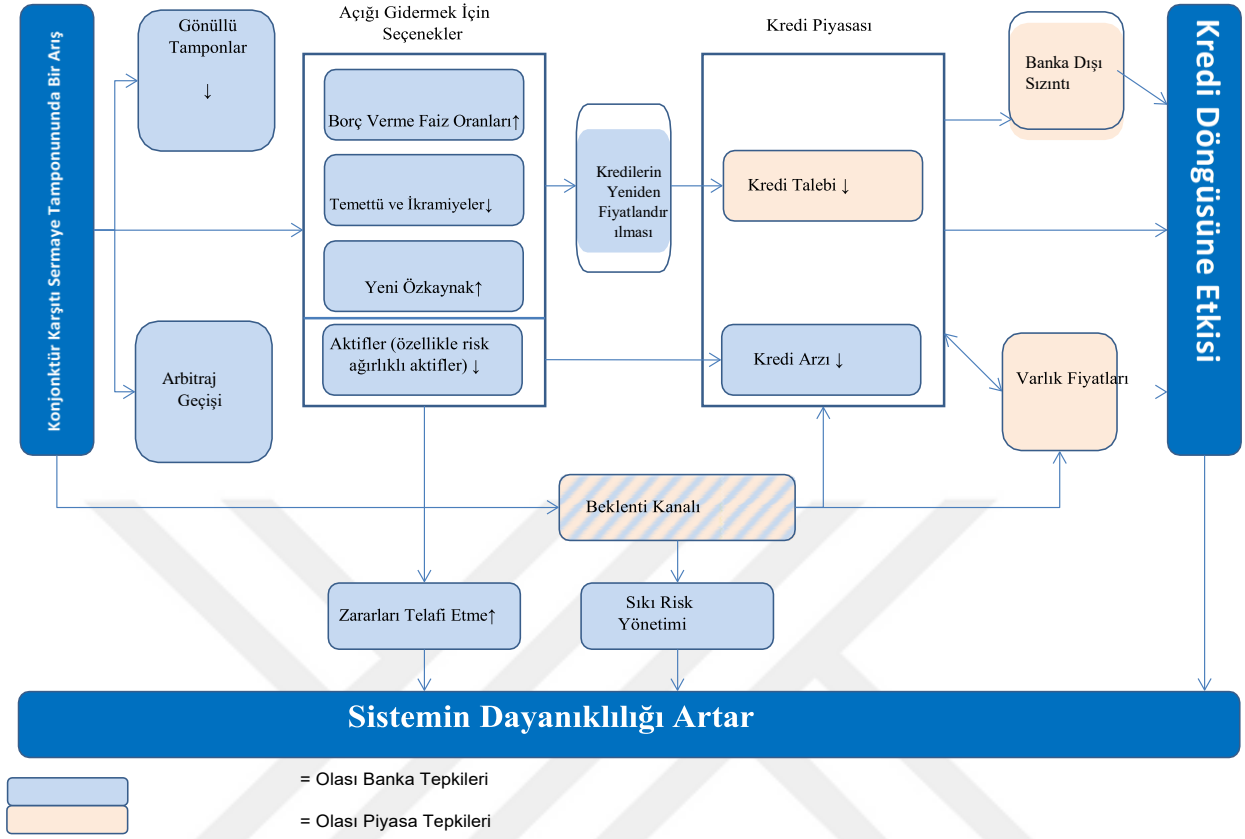 Konjonktür Karşıtı Sermaye Tamponununda Bir Arış
Gönüllü
Tamponlar
↓
Arbitraj
Geçişi
Açığı Gidermek İçin
Seçenekler
Borç Verme Faiz Oranları↑
Temettü ve İkramiyeler↓
Yeni Özkaynak↑
Aktifler (özellikle risk
ağırlıklı aktifler) ↓
Kredilerin
Yeniden
Fiyatlandır
ılması
Kredi Piyasası
Kredi Talebi ↓
Kredi Arzı ↓
Banka Dışı
Sızıntı
Varlık Fiyatları
Kredi Döngüsüne Etkisi
Beklenti Kanalı
Zararları Telafi Etme↑
Sıkı Risk
Yönetimi
Sistemin Dayanıklılığı Artar
= Olası Banka Tepkileri
= Olası Piyasa Tepkileri